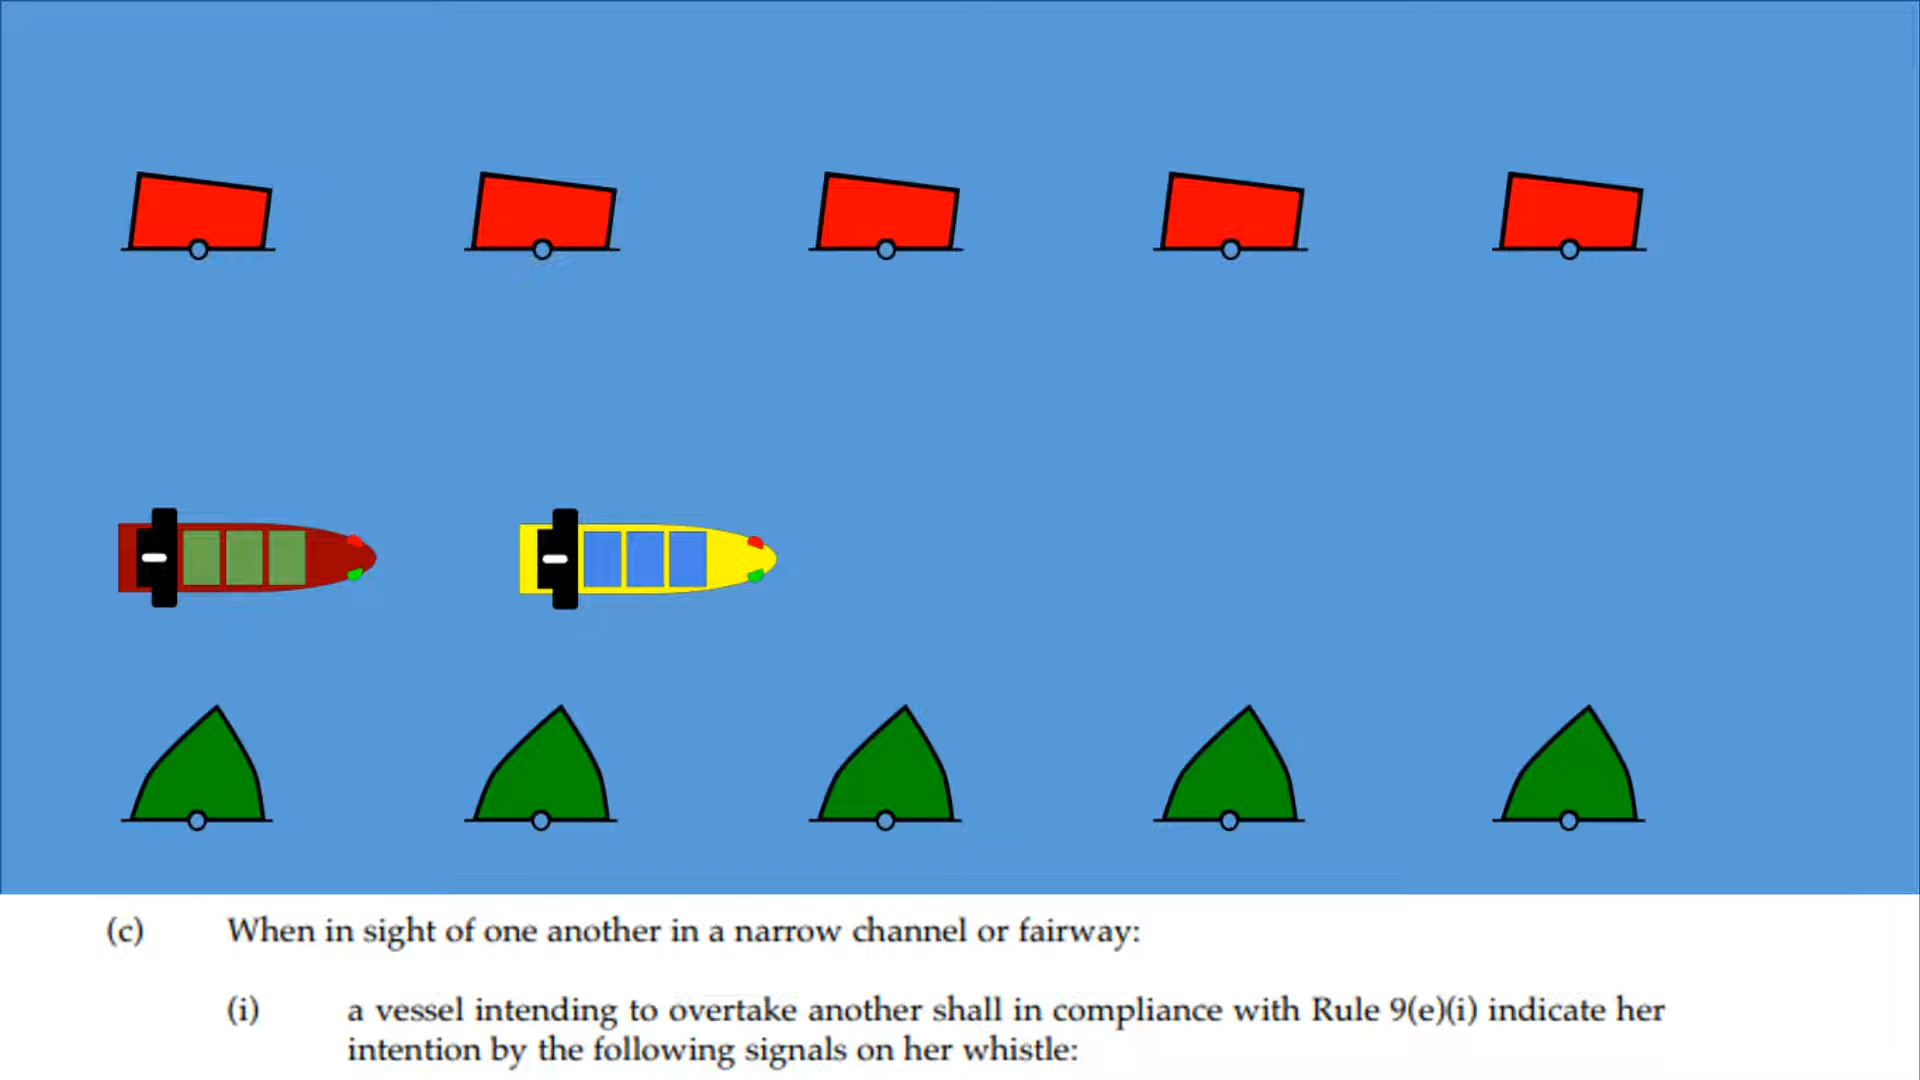 (c) When in sight of one another in a narrow channel or fairway:
(i) a vessel intending to overtake another shall in compliance with Rule 9(e)(i) indicate her
intention by the following signals on her whistle: